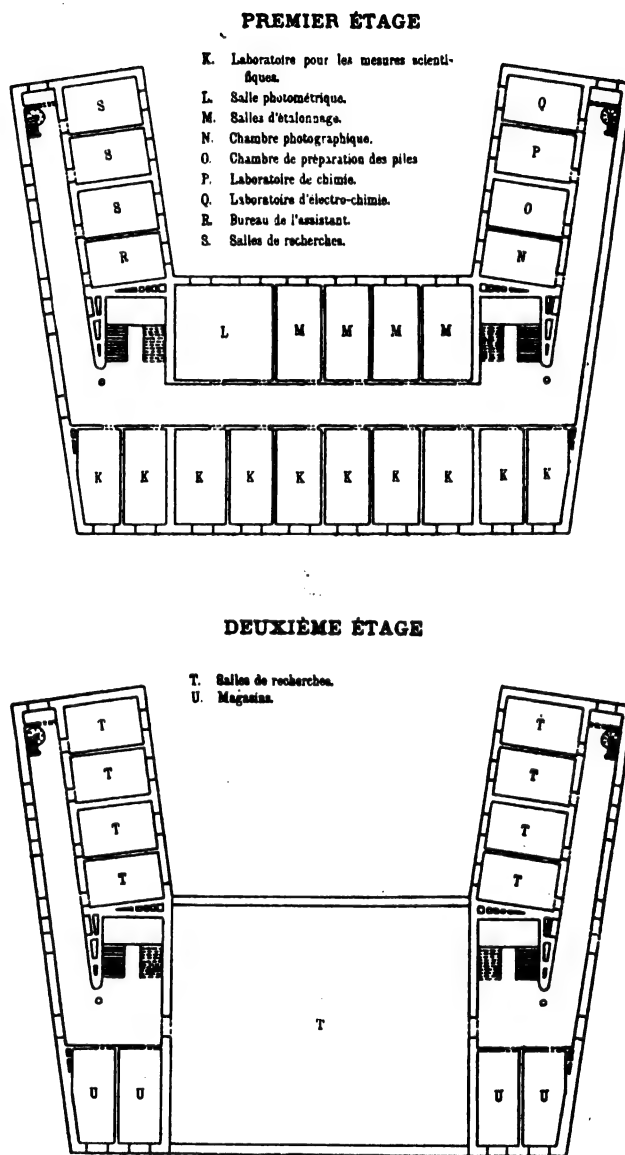 PREMIER ÉTAGE
K. Laboratoire pour les mesures scienti-
fiques.
L. Salle photométrique.
M. Salles d'étalonnage.
N. Chambre photographique.
O. Chambre de préparation des piles
P. Laboratoire de chimie.
Q. Laboratoire d'électro-chimie.
R. Bureau de l'assistant.
S. Salles de recherches.
S Q
S P
S O
R N
L M M M M
K K K K K K K K K K
DEUXIÈME ÉTAGE
T. Salles de recherches.
U. Magasins.
T T
T T
T T
T T
T
U U U U